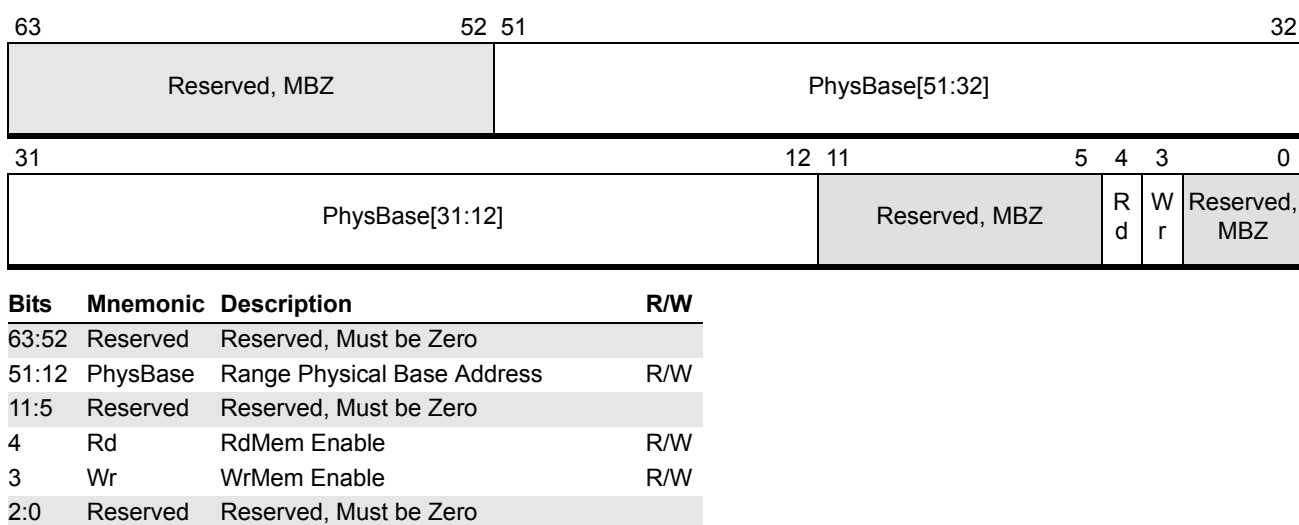 63 52 51 32
Reserved, MBZ PhysBase[51:32]
31 12 11 5 4 3 0
PhysBase[31:12] Reserved, MBZ Rd Wr Reserved, MBZ
Bits Mnemonic Description R/W
63:52 Reserved Reserved, Must be Zero
51:12 PhysBase Range Physical Base Address R/W
11:5 Reserved Reserved, Must be Zero
4 Rd RdMem Enable R/W
3 Wr WrMem Enable R/W
2:0 Reserved Reserved, Must be Zero